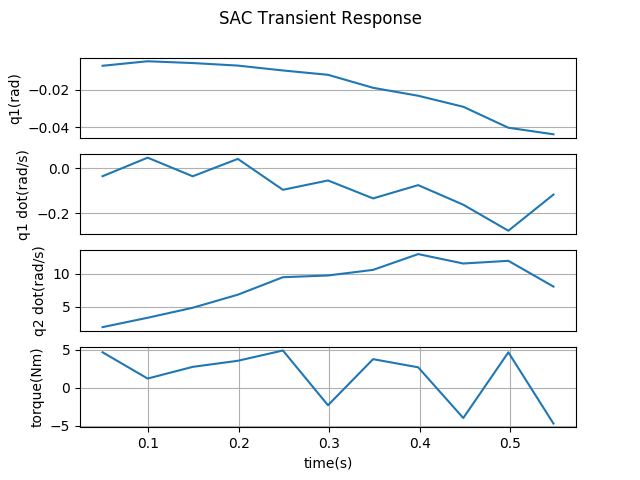 SAC Transient Response
q1(rad)
−0.02
−0.04
q1 dot(rad/s)
0.0
−0.2
q2 dot(rad/s)
10
5
torque(Nm)
5
0
−5
0.1 0.2 0.3 0.4 0.5
time(s)